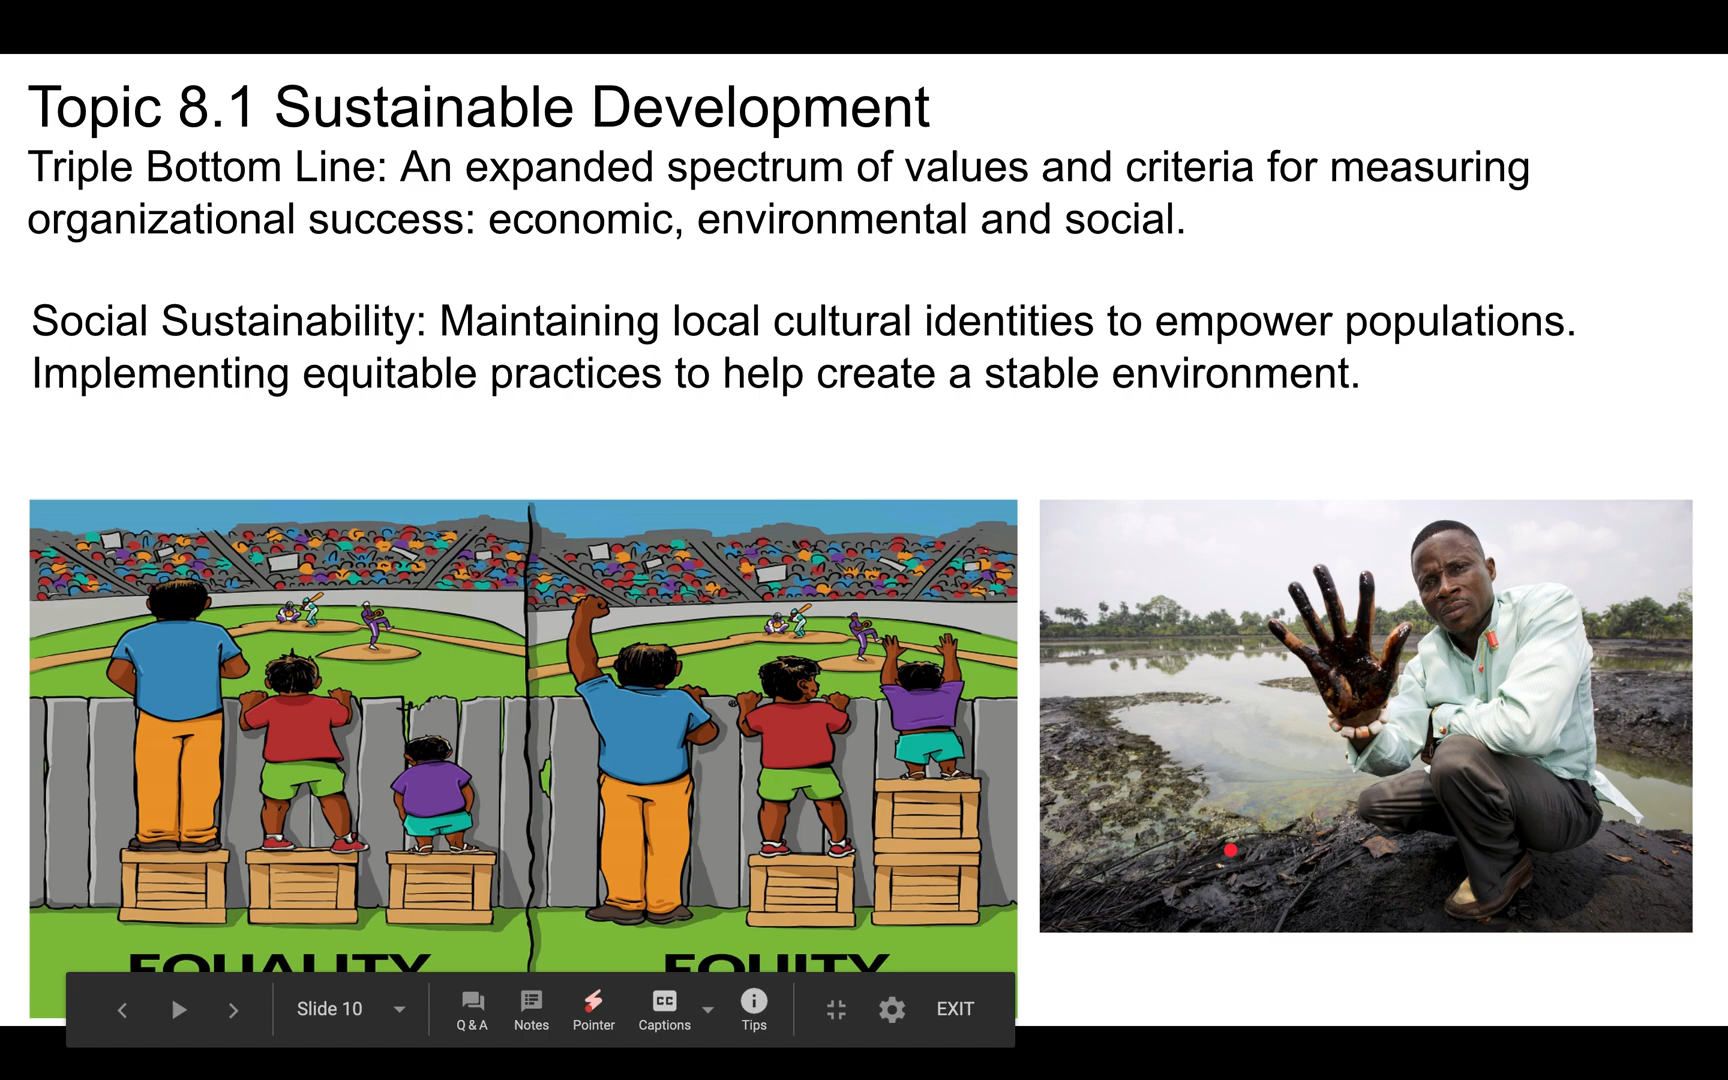 Topic 8.1 Sustainable Development
Triple Bottom Line: An expanded spectrum of values and criteria for measuring
organizational success: economic, environmental and social.
Social Sustainability: Maintaining local cultural identities to empower populations.
Implementing equitable practices to help create a stable environment.
EQUALITY
EQUITY
Slide 10
Q & A
Notes
Pointer
CC
Captions
Tips
EXIT